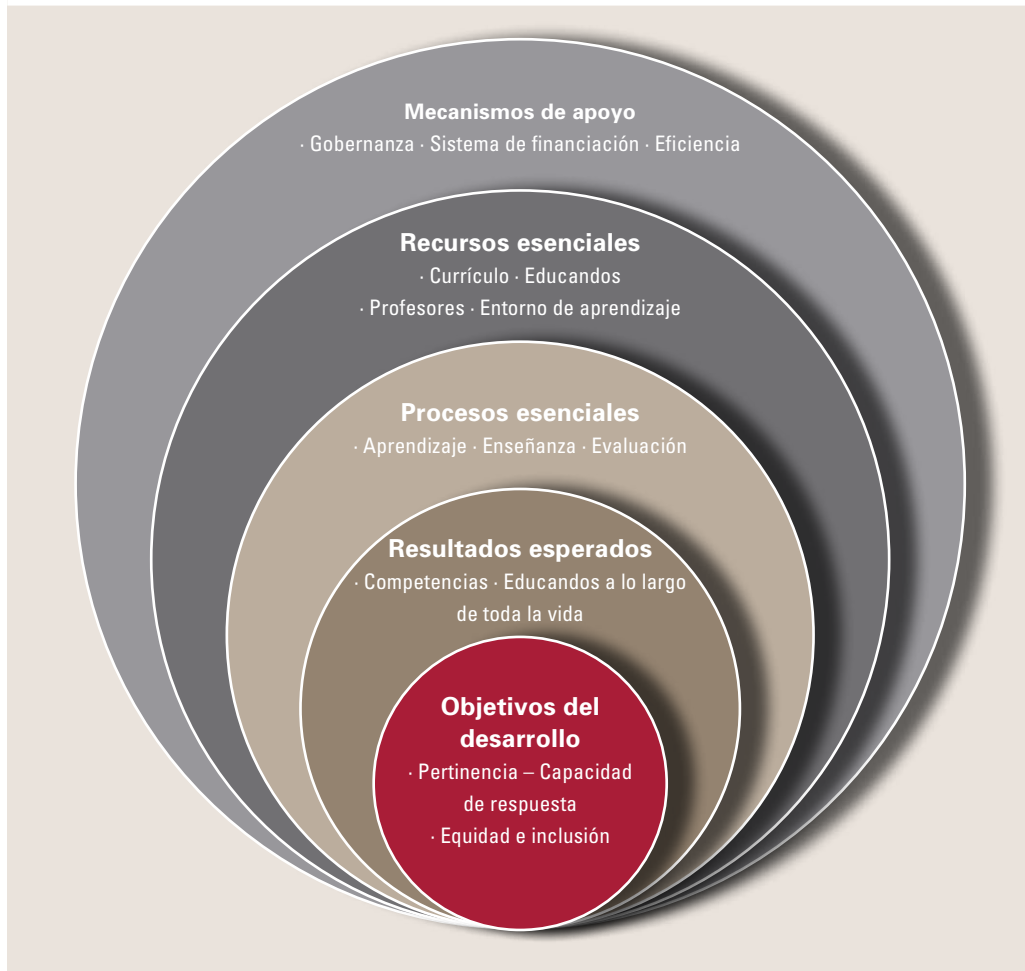 Mecanismos de apoyo
· Gobernanza · Sistema de financiación · Eficiencia
Recursos esenciales
· Currículo · Educandos
· Profesores · Entorno de aprendizaje
Procesos esenciales
· Aprendizaje · Enseñanza · Evaluación
Resultados esperados
· Competencias · Educandos a lo largo
de toda la vida
Objetivos del
desarrollo
· Pertinencia – Capacidad
de respuesta
· Equidad e inclusión